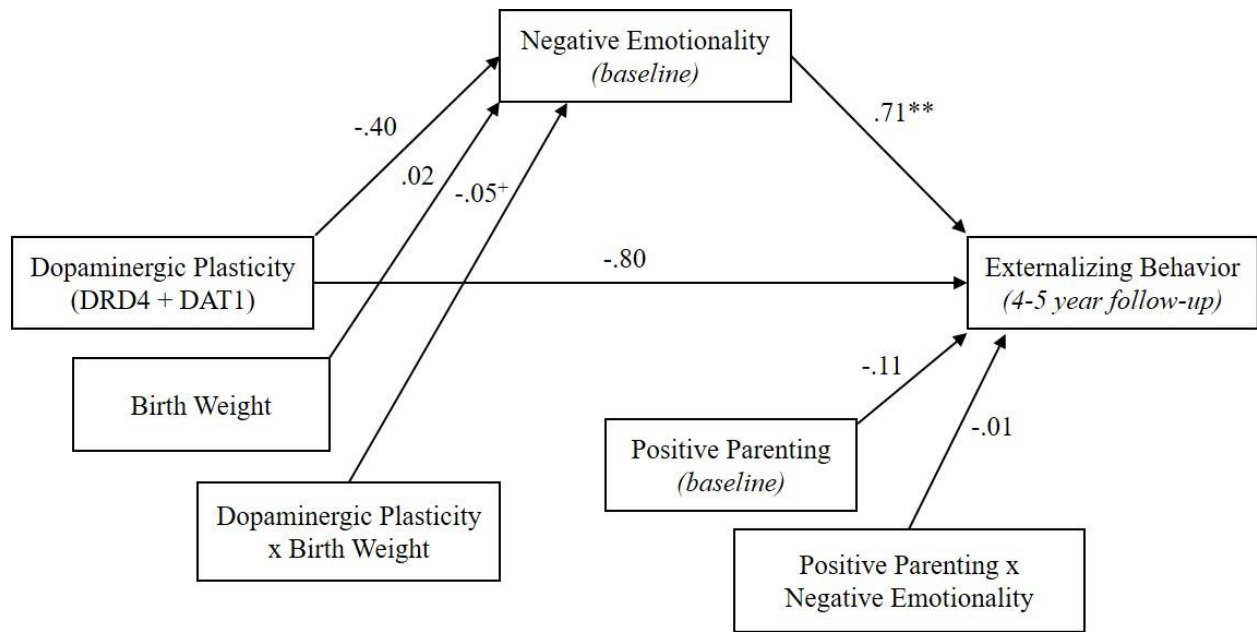 Negative Emotionality
(baseline)
-.40
.02
-.05⁺
.71**
Dopaminergic Plasticity
(DRD4 + DAT1)
-.80
Externalizing Behavior
(4-5 year follow-up)
Birth Weight
-.11
-.01
Positive Parenting
(baseline)
Dopaminergic Plasticity
x Birth Weight
Positive Parenting x
Negative Emotionality